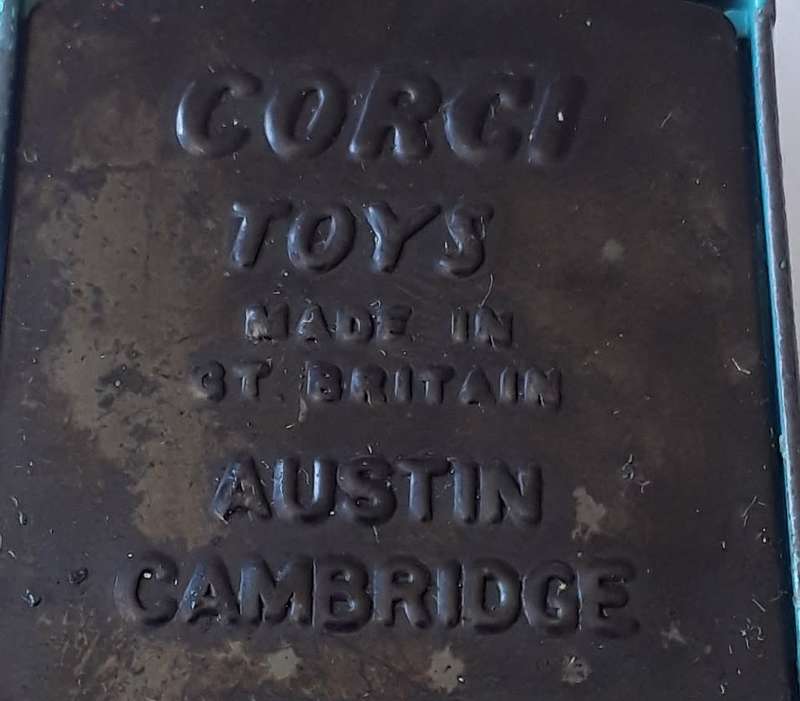 CORGI
TOYS
MADE IN
GT. BRITAIN
AUSTIN
CAMBRIDGE